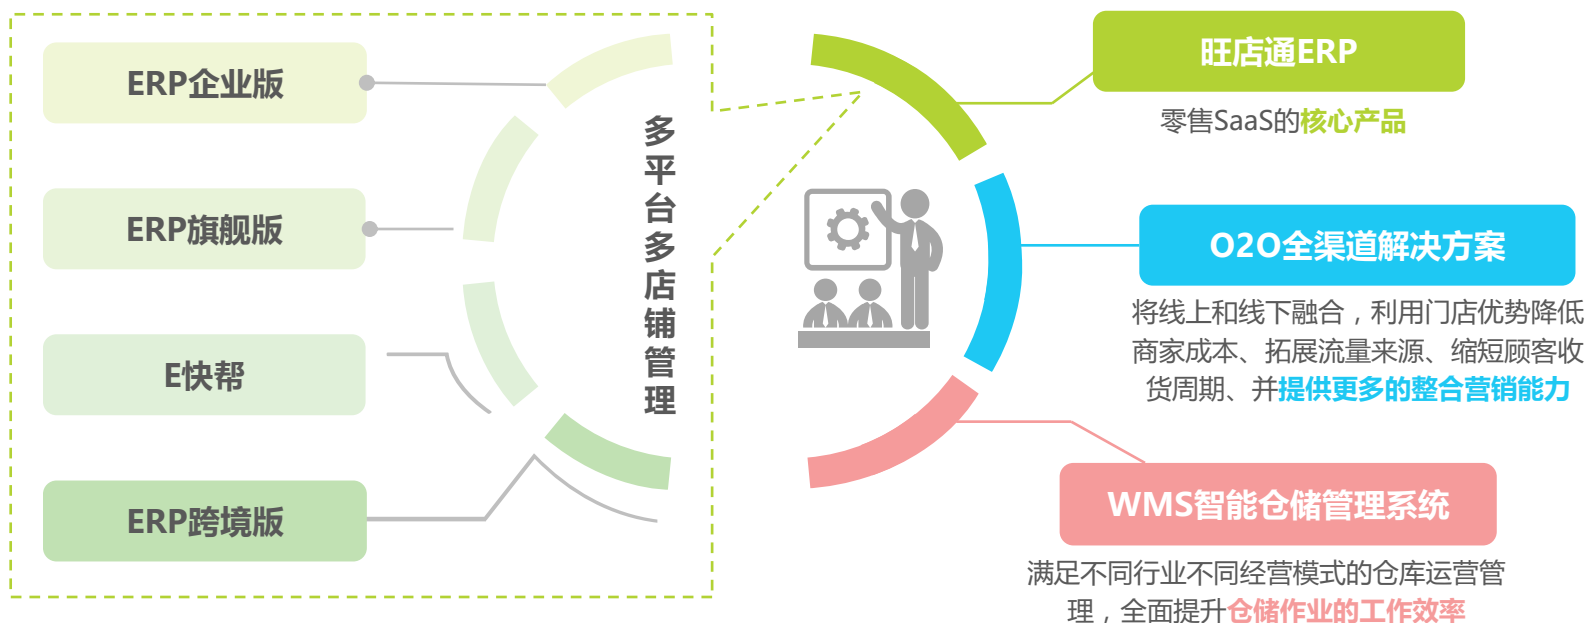 ERP企业版
ERP旗舰版
E快帮
ERP跨境版
多平台多店铺管理
旺店通ERP
零售SaaS的核心产品
O2O全渠道解决方案
将线上和线下融合，利用门店优势降低
商家成本、拓展流量来源、缩短顾客收
货周期、并提供更多的整合营销能力
WMS智能仓储管理系统
满足不同行业不同经营模式的仓库运营管
理，全面提升仓储作业的工作效率